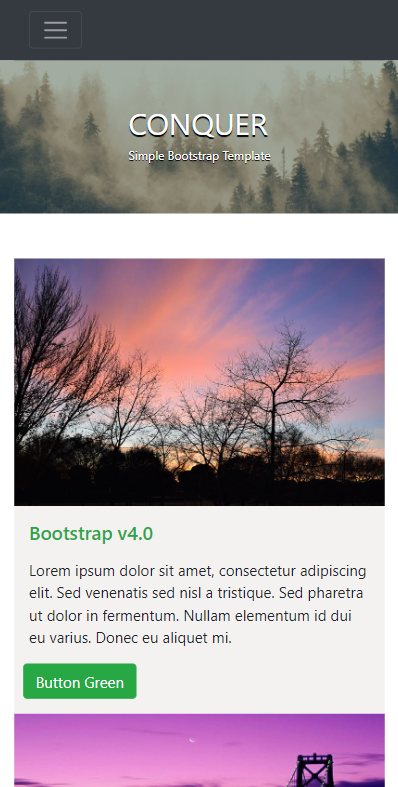 CONQUER
Simple Bootstrap Template
Bootstrap v4.0
Lorem ipsum dolor sit amet, consectetur adipiscing
elit. Sed venenatis sed nisl a tristique. Sed pharetra
ut dolor in fermentum. Nullam elementum id dui
eu varius. Donec eu aliquet mi.
Button Green